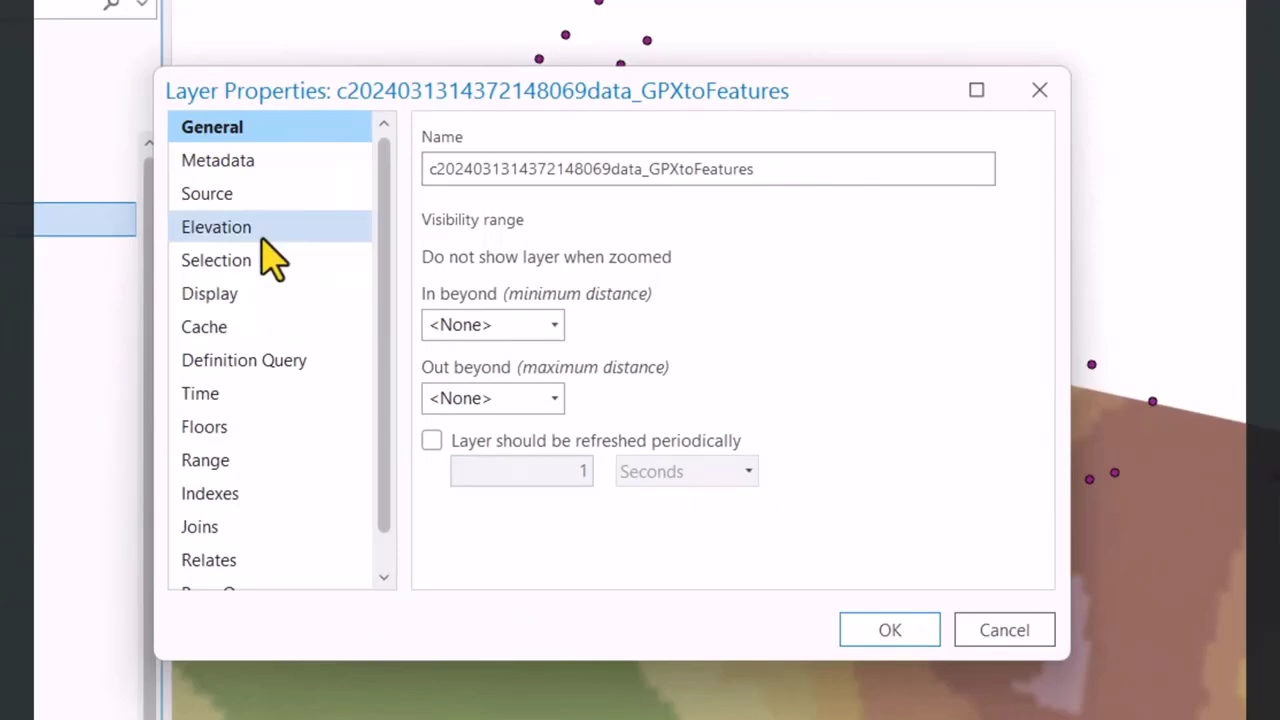 Layer Properties: c2024031314372148069data_GPXtoFeatures
General
Metadata
Source
Elevation
Selection
Display
Cache
Definition Query
Time
Floors
Range
Indexes
Joins
Relates
Name
c2024031314372148069data_GPXtoFeatures
Visibility range
Do not show layer when zoomed
In beyond (minimum distance)
<None>
Out beyond (maximum distance)
<None>
Layer should be refreshed periodically
1 Seconds
OK Cancel